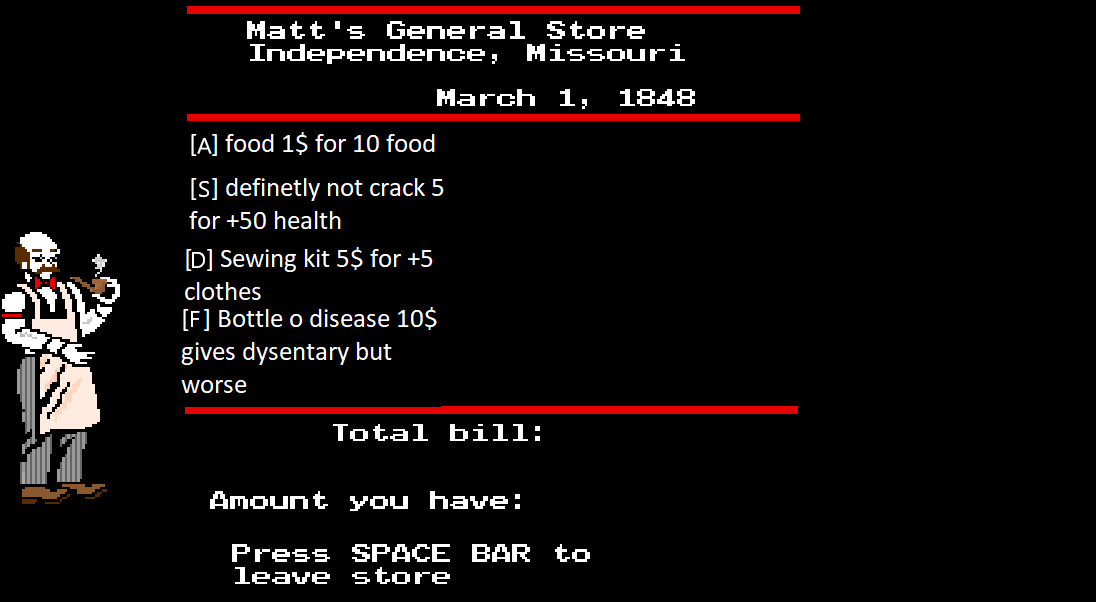 Matt's General Store
Independence, Missouri
March 1, 1848
[A] food 1$ for 10 food
[S] definetly not crack 5
for +50 health
[D] Sewing kit 5$ for +5
clothes
[F] Bottle o disease 10$
gives dysentary but
worse
Total bill:
Amount you have:
Press SPACE BAR to
leave store